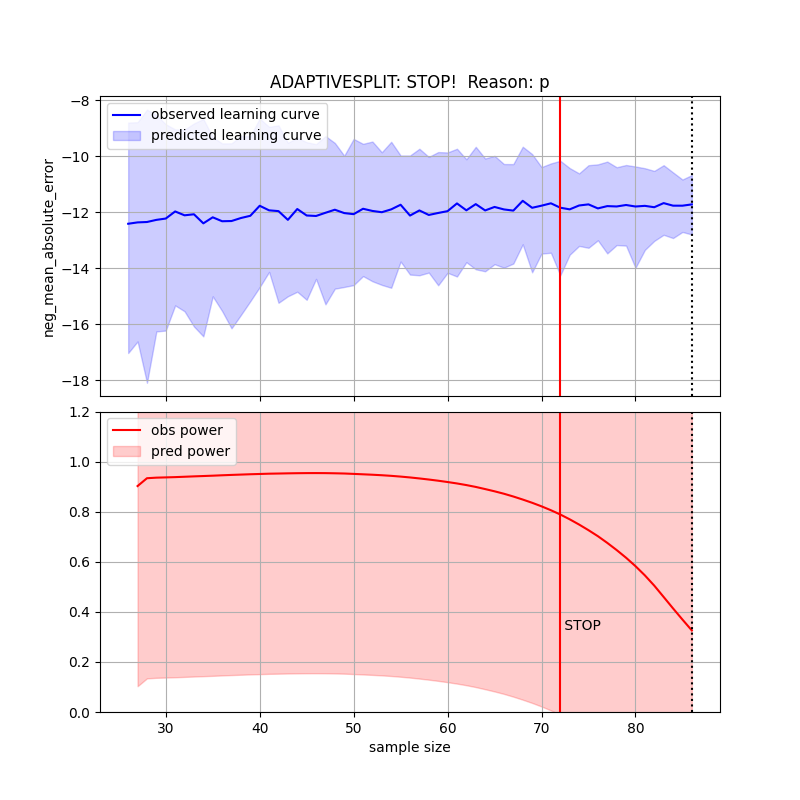 ADAPTIVESPLIT: STOP!  Reason: p
observed learning curve
predicted learning curve
neg_mean_absolute_error
−8
−10
−12
−14
−16
−18
obs power
pred power
1.2
1.0
0.8
0.6
0.4
0.2
0.0
STOP
30 40 50 60 70 80
sample size